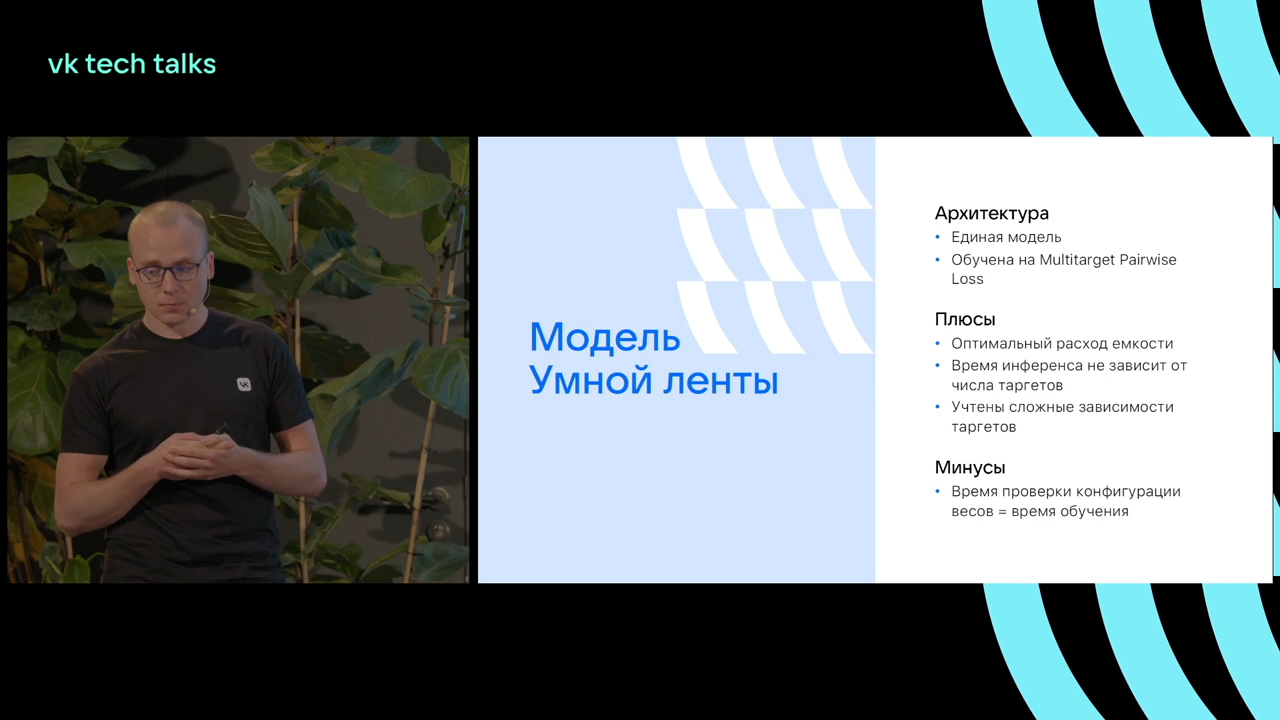 vk tech talks
Модель
Умной ленты
Архитектура
• Единая модель
• Обучена на Multitarget Pairwise
Loss
Плюсы
• Оптимальный расход емкости
• Время инференса не зависит от
числа таргетов
• Учтены сложные зависимости
таргетов
Минусы
• Время проверки конфигурации
весов = время обучения